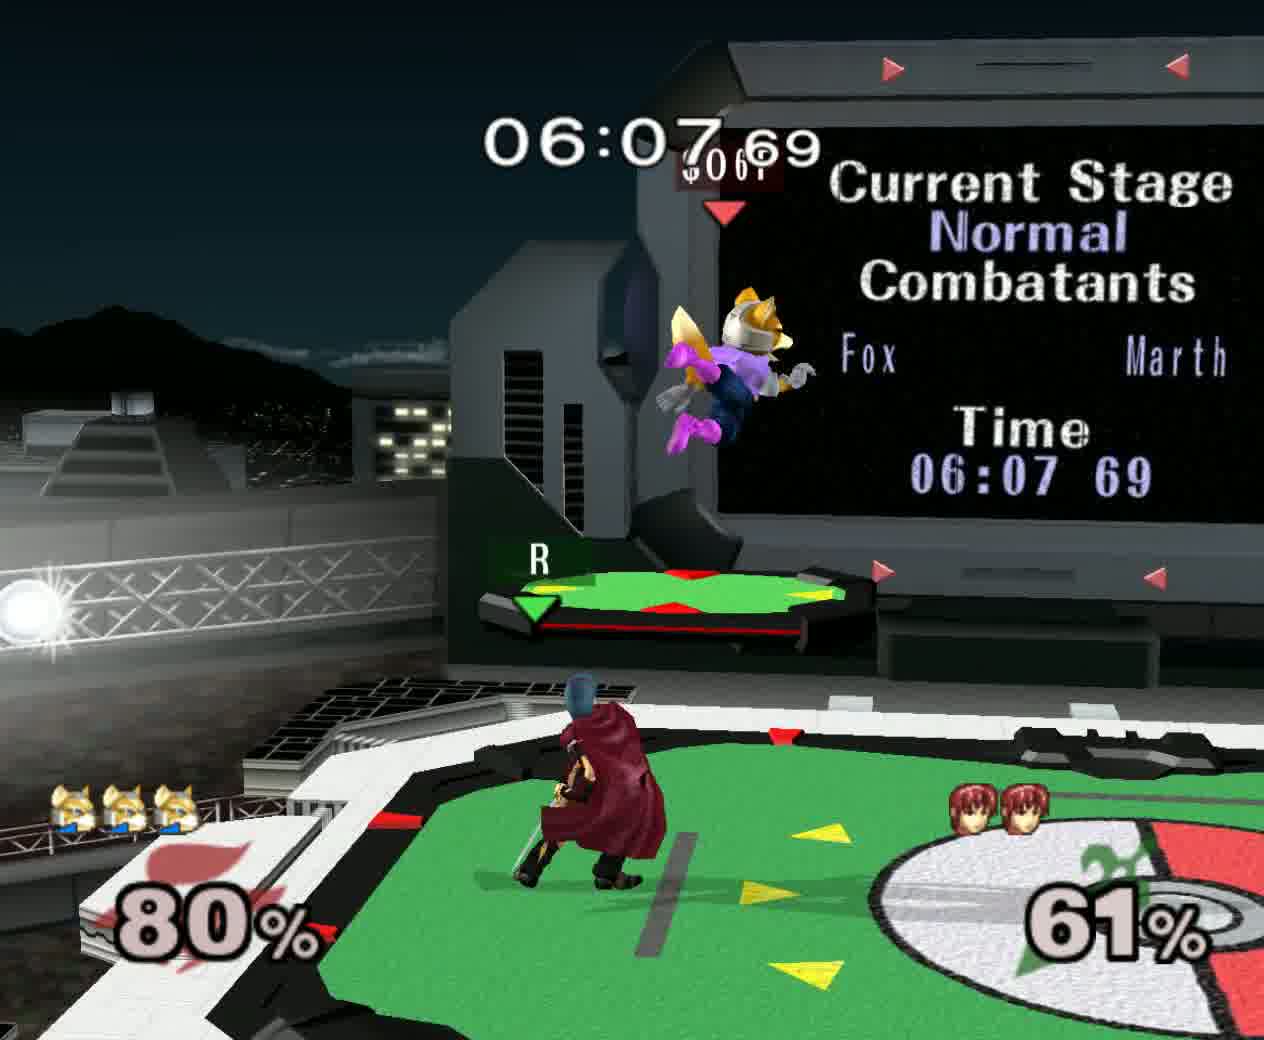 06:07 69
Current Stage
Normal
Combatants
Fox Marth
Time
06:07 69
R
80%
61%